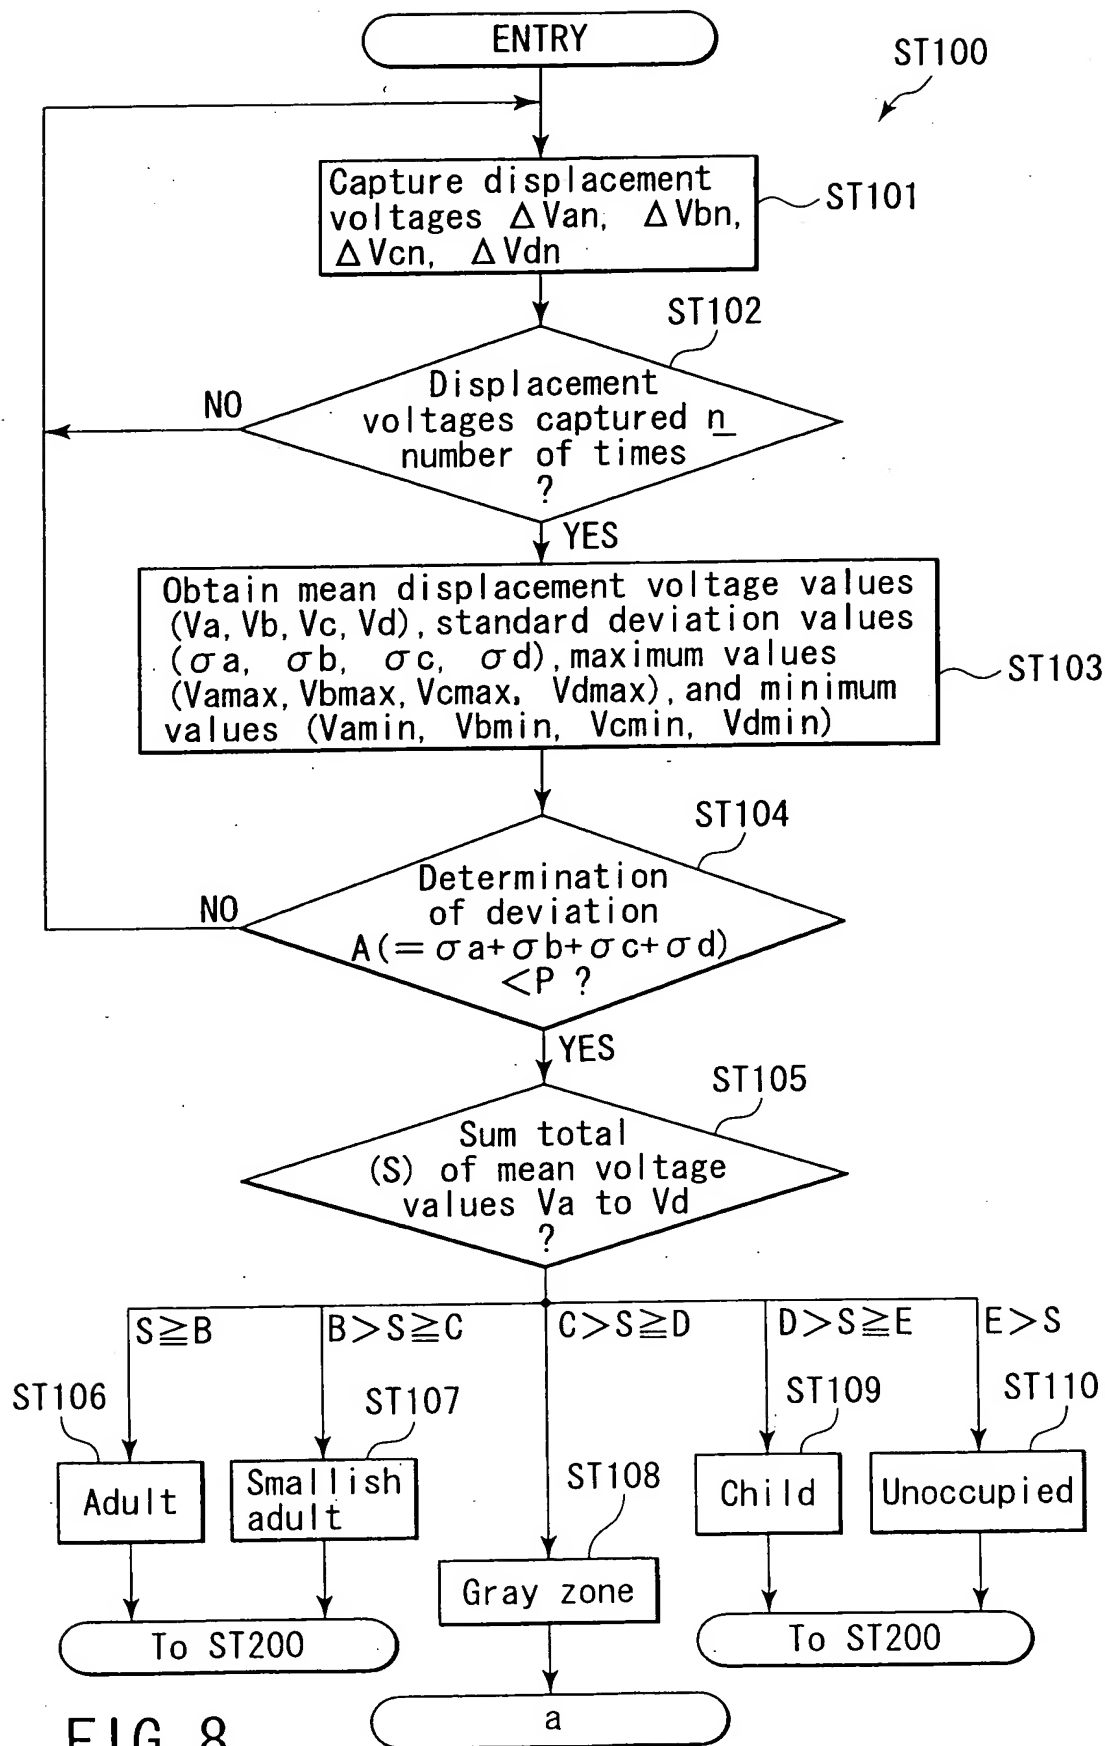 ENTRY
ST100
Capture displacement
voltages ΔVan, ΔVbn,
ΔVcn, ΔVdn
ST101
ST102
Displacement
voltages captured n
number of times
?
NO
YES
Obtain mean displacement voltage values
(Va, Vb, Vc, Vd), standard deviation values
(σa, σb, σc, σd), maximum values
(Vamax, Vbmax, Vcmax, Vdmax), and minimum
values (Vamin, Vbmin, Vcmin, Vdmin)
ST103
ST104
Determination
of deviation
A(=σa+σb+σc+σd)
<P ?
NO
YES
ST105
Sum total
(S) of mean voltage
values Va to Vd
?
S≧B
B>S≧C
C>S≧D
D>S≧E
E>S
ST106
ST107
ST108
ST109
ST110
Adult
Smallish
adult
Gray zone
Child
Unoccupied
To ST200
To ST200
a
FIG. 8